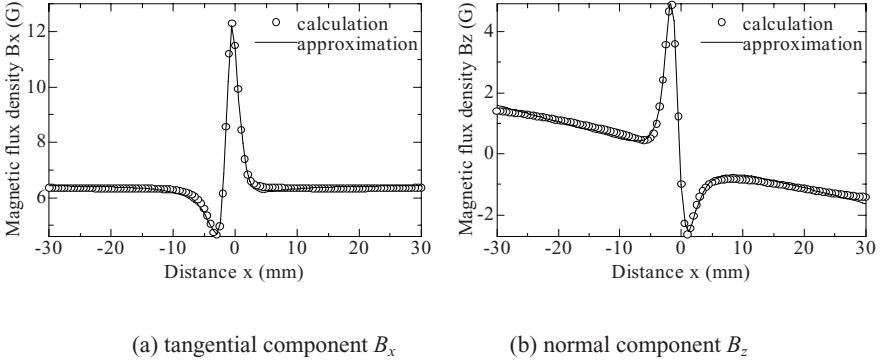 Magnetic flux density Bx (G)
12
10
8
6
calculation
approximation
-30 -20 -10 0 10 20 30
Distance x (mm)
(a) tangential component Bx
Magnetic flux density Bz (G)
4
2
0
-2
calculation
approximation
-30 -20 -10 0 10 20 30
Distance x (mm)
(b) normal component Bz